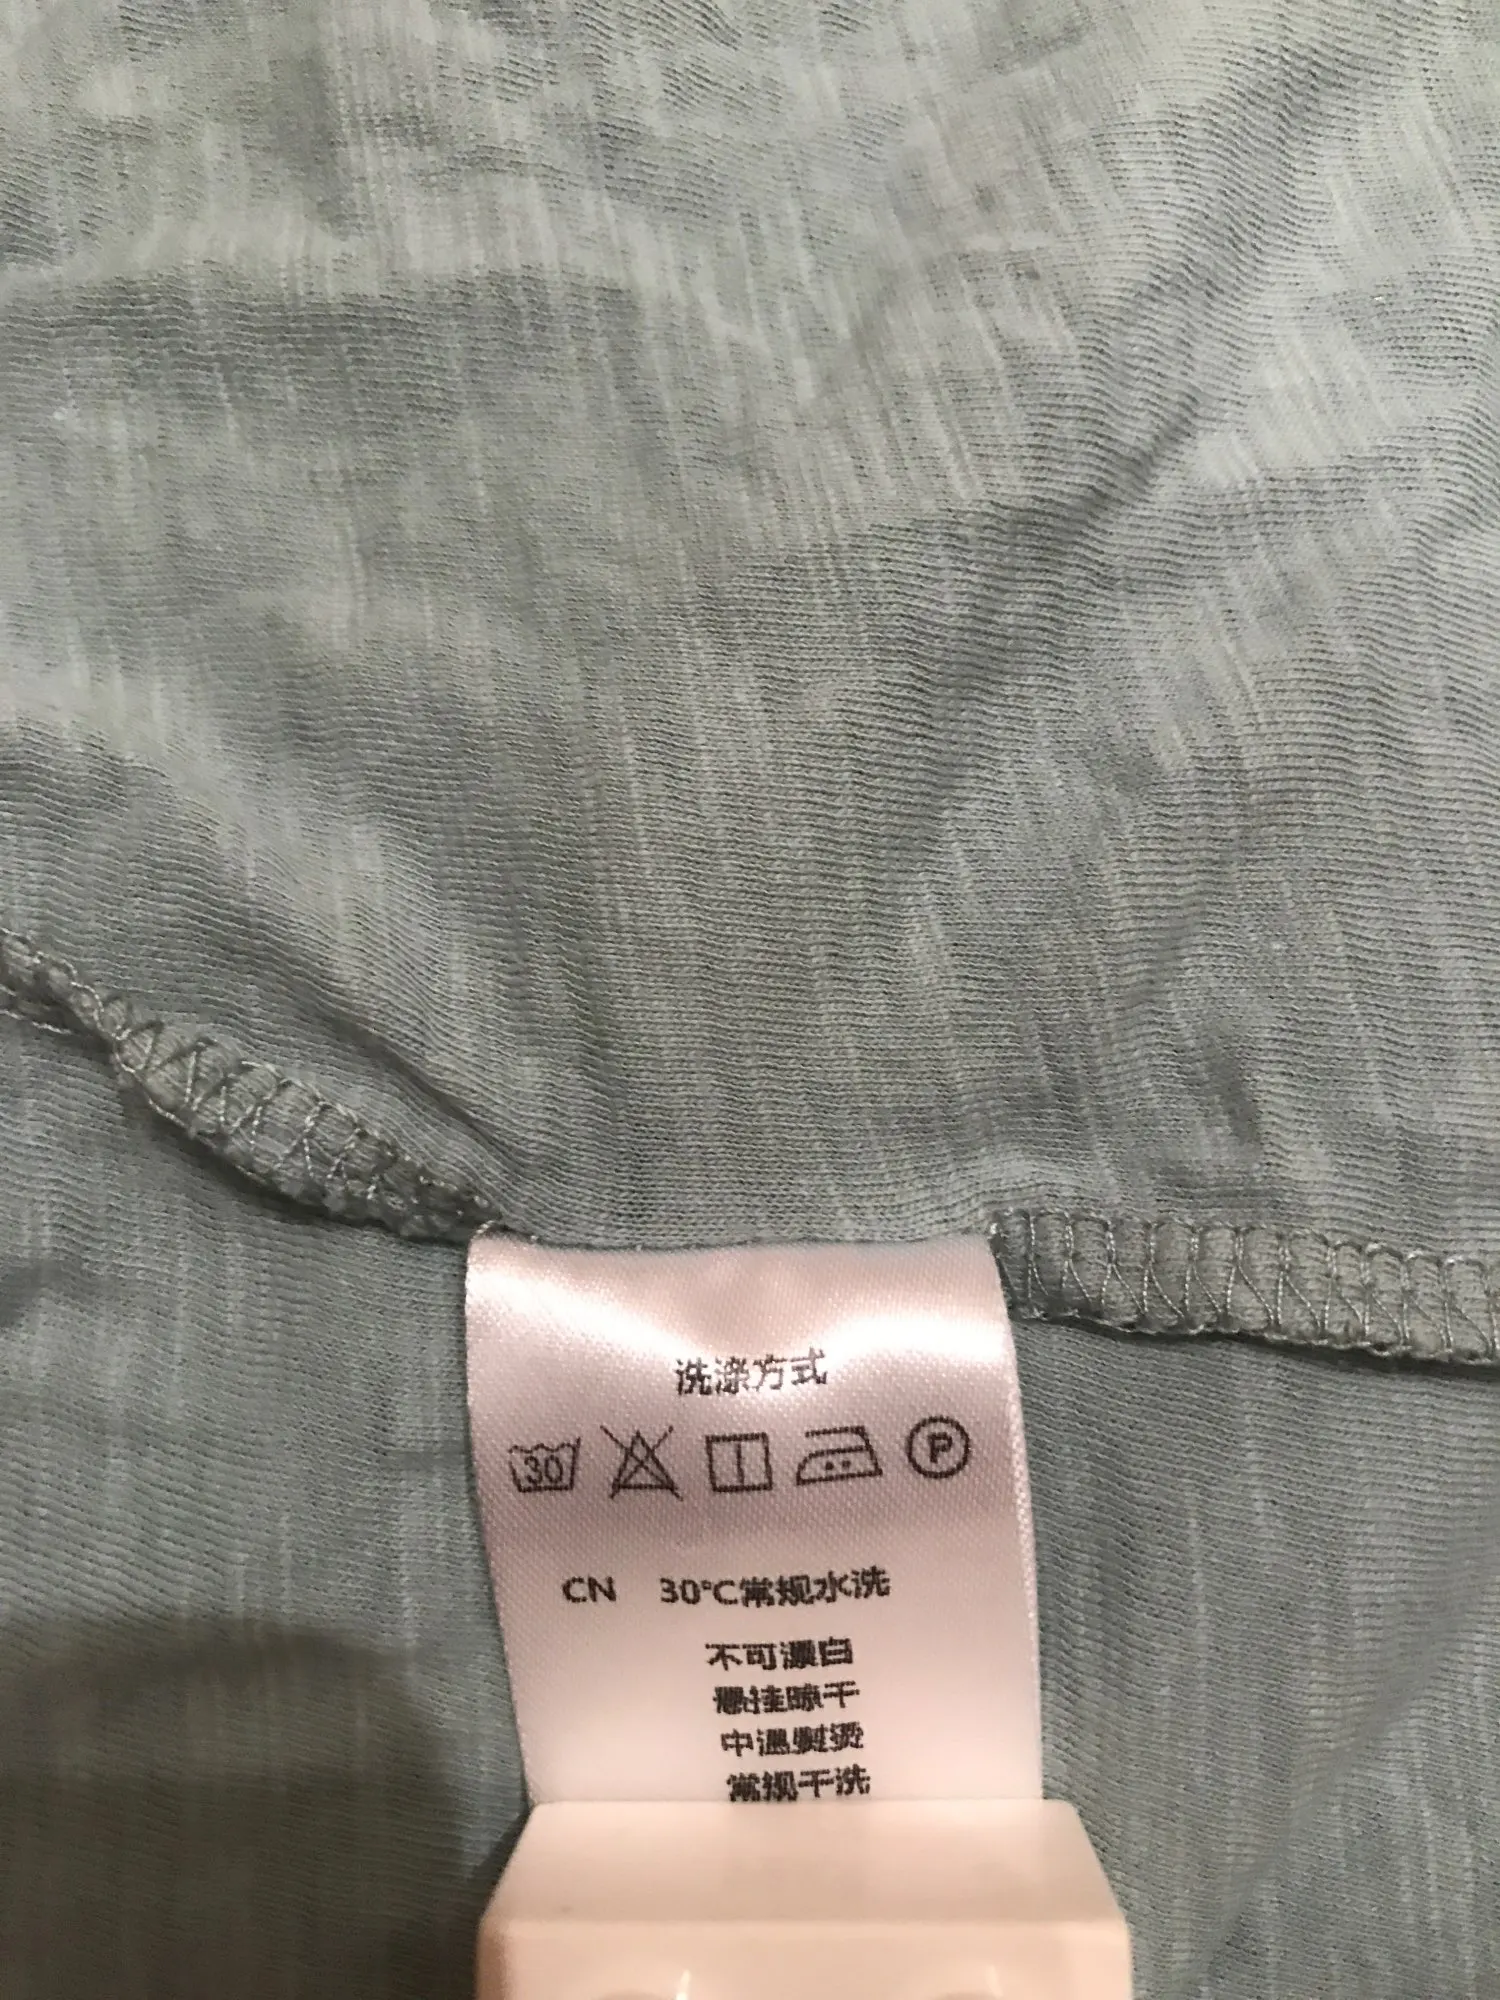 洗涤方式
30 P
CN 30℃常规水洗
不可漂白
悬挂晾干
中温熨烫
常规干洗